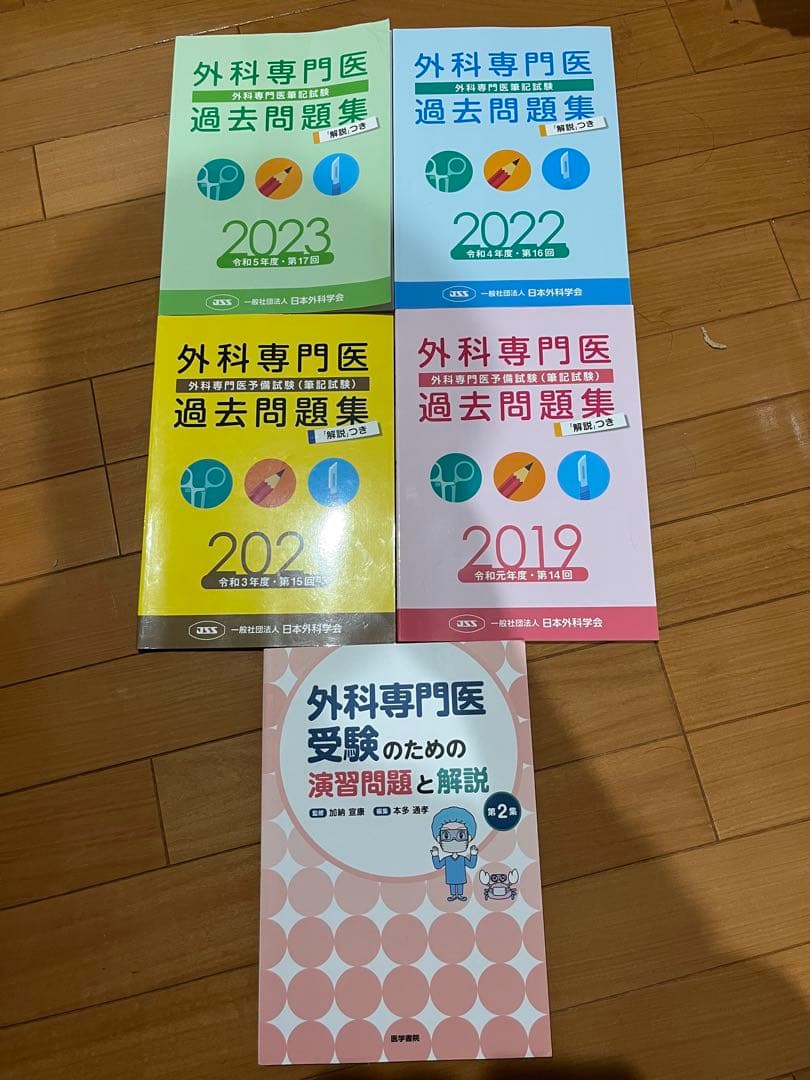 外科専門医
外科専門医筆記試験
過去問題集
「解説」つき
2023
令和5年度・第17回
JSS 一般社団法人 日本外科学会
外科専門医
外科専門医筆記試験
過去問題集
「解説」つき
2022
令和4年度・第16回
JSS 一般社団法人 日本外科学会
外科専門医
外科専門医予備試験(筆記試験)
過去問題集
「解説」つき
202
令和3年度・第15回
JSS 一般社団法人 日本外科学会
外科専門医
外科専門医予備試験(筆記試験)
過去問題集
「解説」つき
2019
令和元年度・第14回
JSS 一般社団法人 日本外科学会
外科専門医
受験のための
演習問題と解説
監修 加納 宣康 編集 本多 通孝
第2集
医学書院